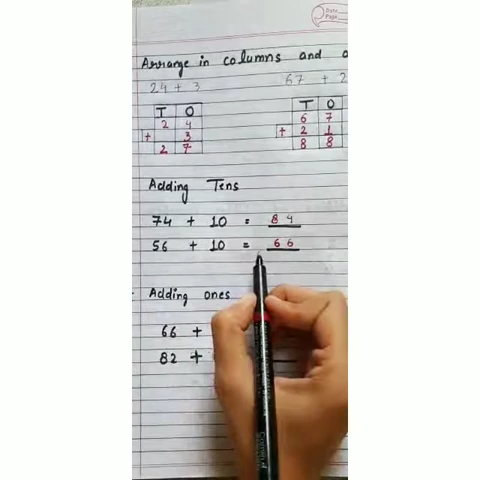 Date
Page
Arrange in columns and
24 + 3 67 + 2
T O T O
2 4 6 7
+ 3 + 2 1
2 7 8 8
Adding Tens
74 + 10 = 84
56 + 10 = 66
Adding ones
66 +
82 +